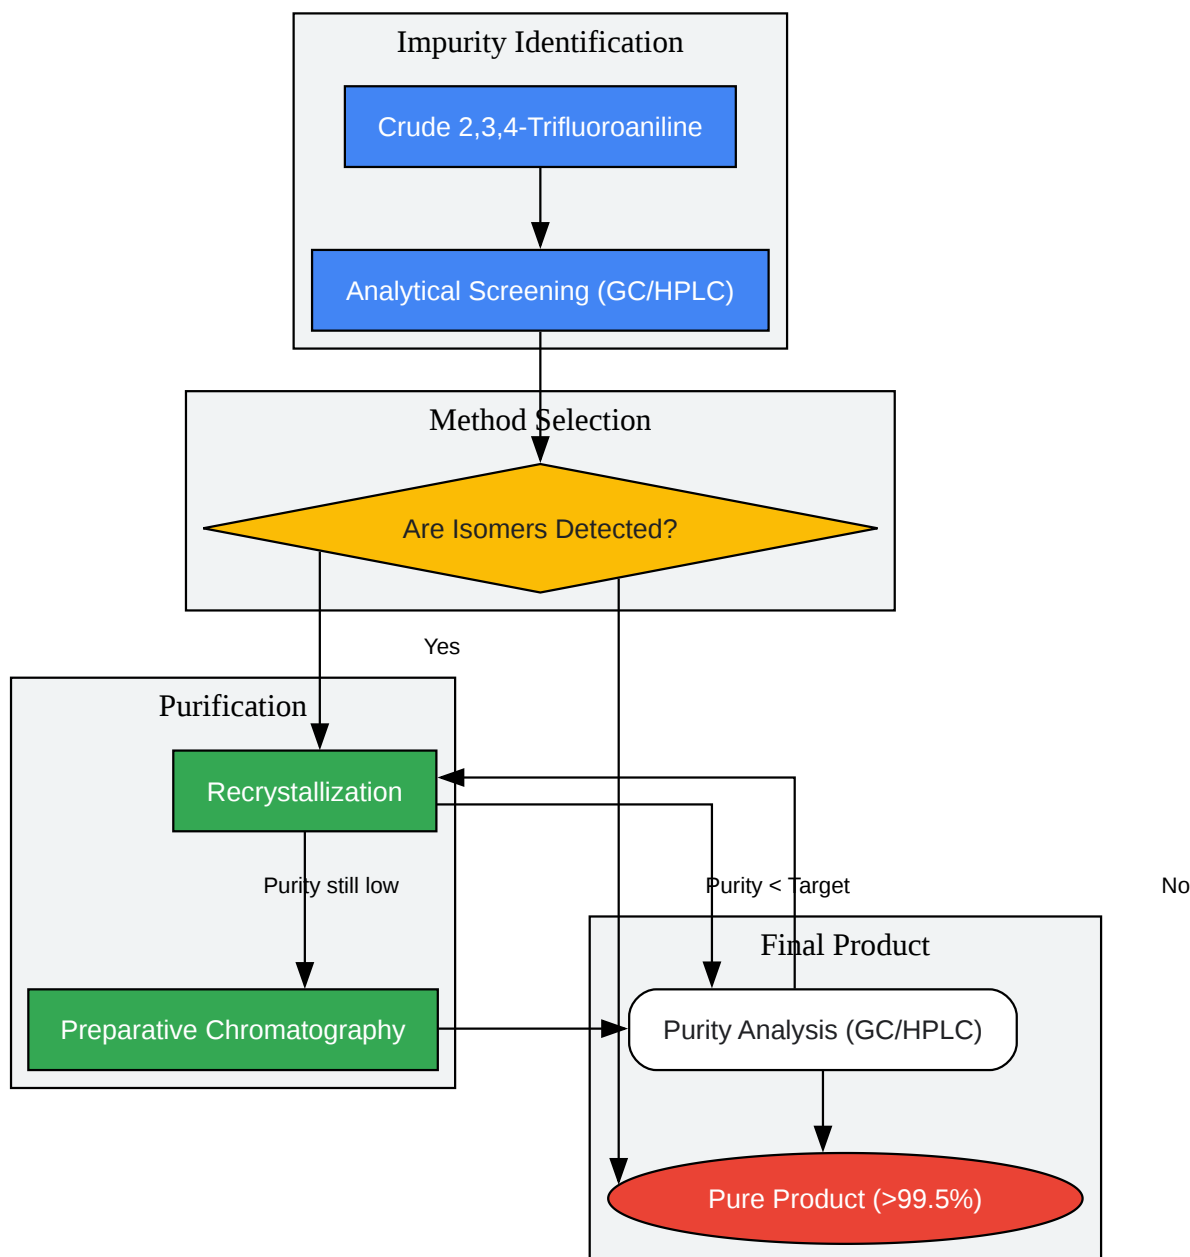 Impurity Identification
Crude 2,3,4-Trifluoroaniline
Analytical Screening (GC/HPLC)
Method Selection
Are Isomers Detected?
Yes
Purification
Recrystallization
Purity still low
Purity < Target
No
Final Product
Preparative Chromatography
Purity Analysis (GC/HPLC)
Pure Product (>99.5%)